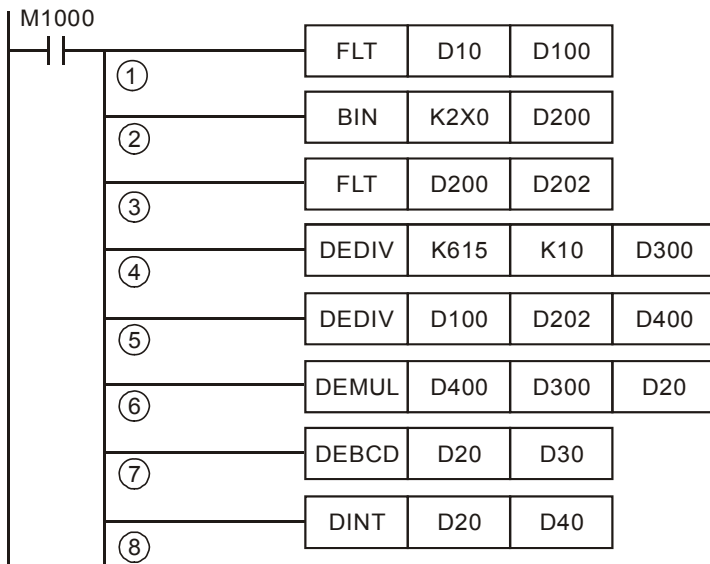 M1000
FLT D10 D100
①
BIN K2X0 D200
②
FLT D200 D202
③
DEDIV K615 K10 D300
④
DEDIV D100 D202 D400
⑤
DEMUL D400 D300 D20
⑥
DEBCD D20 D30
⑦
DINT D20 D40
⑧